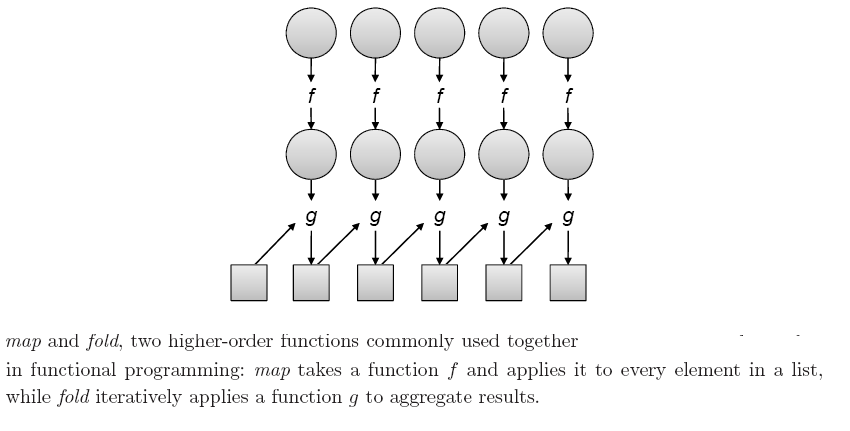 f f f f f
g g g g g
map and fold, two higher-order functions commonly used together
in functional programming: map takes a function f and applies it to every element in a list,
while fold iteratively applies a function g to aggregate results.